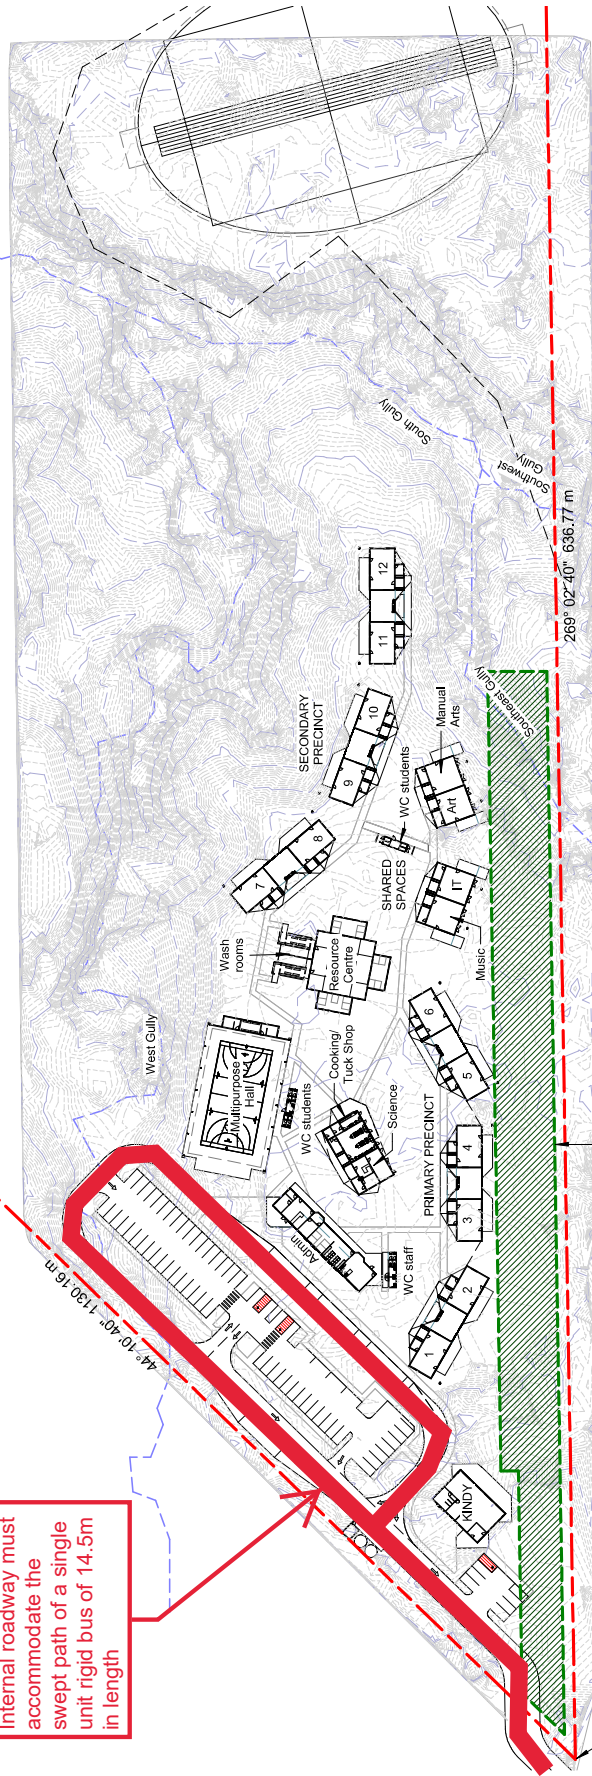 Internal roadway must
accommodate the
swept path of a single
unit rigid bus of 14.5m
in length
44° 10' 40" 1130.16 m
269° 02' 40" 636.77 m
West Gully
South Gully
Southwest
Gully
Southeast Gully
SECONDARY
PRECINCT
12
11
10
9
8
7
Manual
Arts
Art
WC students
SHARED
SPACES
IT
Music
Wash
rooms
Resource
Centre
Multipurpose
Hall
WC students
Cooking/
Tuck Shop
Science
Admin
WC staff
PRIMARY PRECINCT
6
5
4
3
2
1
KINDY